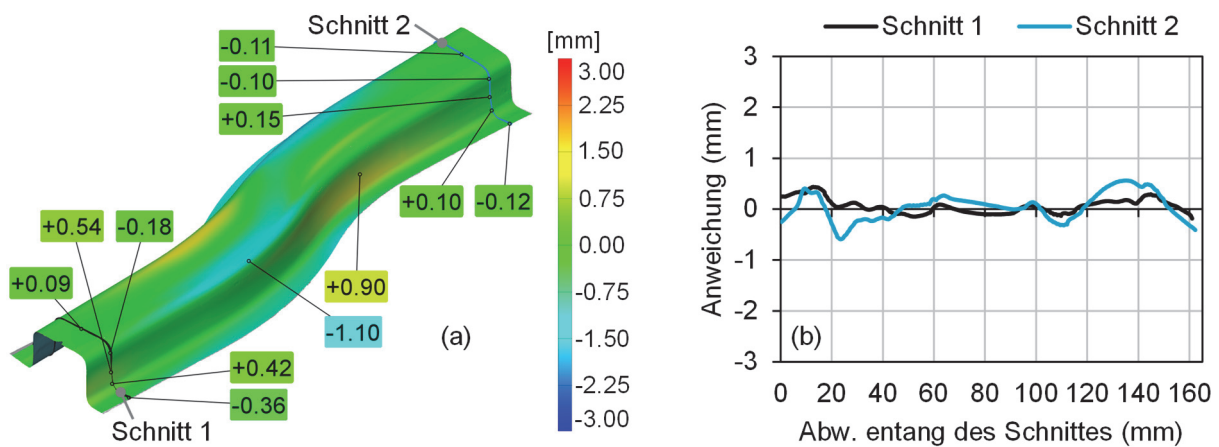 Schnitt 2
-0.11
-0.10
+0.15
+0.10
-0.12
+0.54
-0.18
+0.09
+0.90
-1.10
+0.42
-0.36
Schnitt 1
(a)
[mm]
3.00
2.25
1.50
0.75
0.00
-0.75
-1.50
-2.25
-3.00
Schnitt 1
Schnitt 2
Anweichung (mm)
3
2
1
0
-1
-2
-3
(b)
0 20 40 60 80 100 120 140 160
Abw. entang des Schnittes (mm)